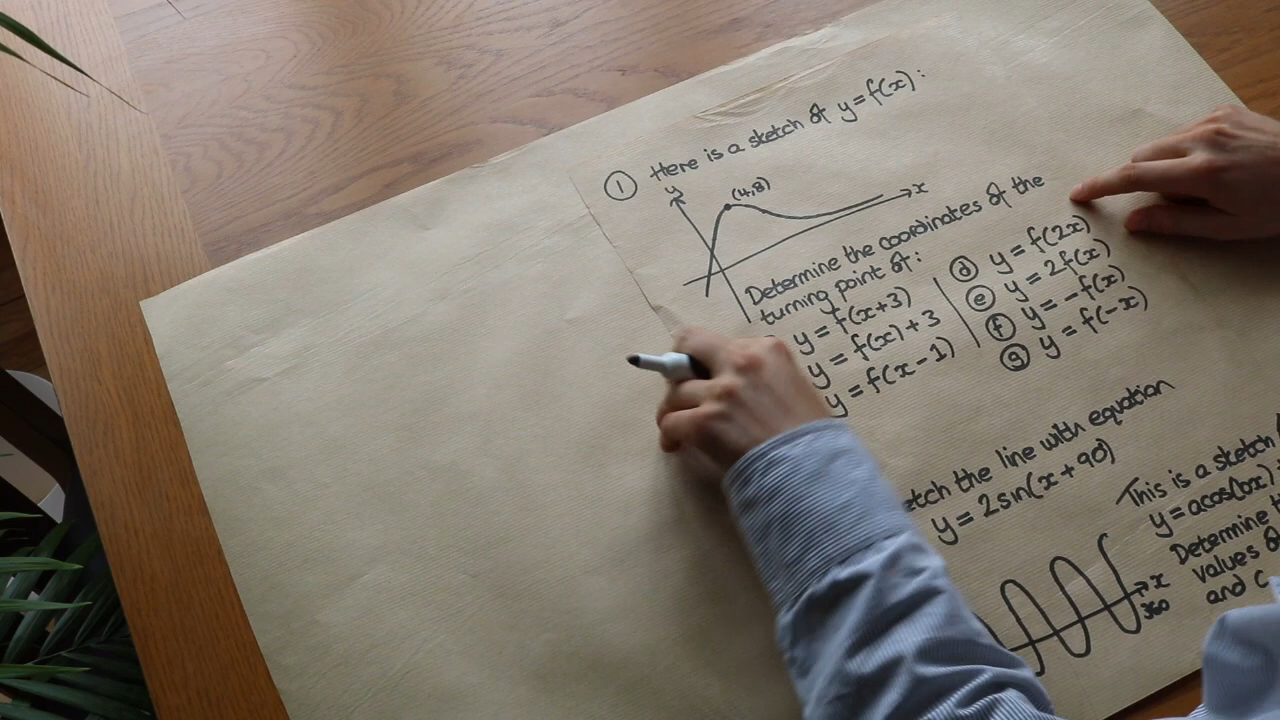 ① Here is a sketch of y=f(x):
y
(4,8)
x
Determine the coordinates of the
turning point of:
y=f(x+3)
y=f(x)+3
y=f(x-1)
ⓓ y=f(2x)
ⓔ y=2f(x)
ⓕ y=-f(x)
ⓖ y=f(-x)
the line with equation
y=2sin(x+90)
x
360
This is a sketch
y=acos(bx)
Determine
values of
and c